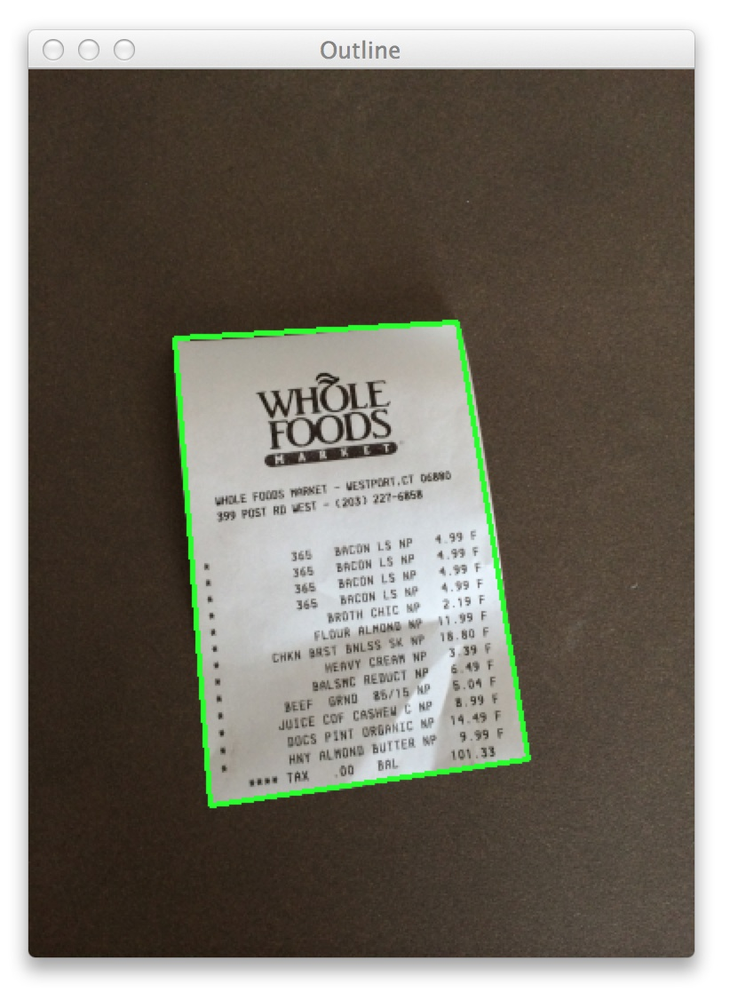 Outline
WHOLE
FOODS
MARKET
WHOLE FOODS MARKET - WESTPORT,CT 06880
399 POST RD WEST - (203) 227-6858
* 365 BACON LS NP 4.99 F
* 365 BACON LS NP 4.99 F
* 365 BACON LS NP 4.99 F
* 365 BACON LS NP 4.99 F
* BROTH CHIC NP 2.19 F
* FLOUR ALMOND NP 11.99 F
* CHKN BRST BNLSS SK NP 18.80 F
* HEAVY CREAM NP 3.39 F
* BALSMC REDUCT NP 6.49 F
* BEEF GRND 85/15 NP 5.04 F
* JUICE COF CASHEW C NP 8.99 F
* DOCS PINT ORGANIC NP 14.49 F
* HNY ALMOND BUTTER NP 9.99 F
**** TAX .00 BAL 101.33